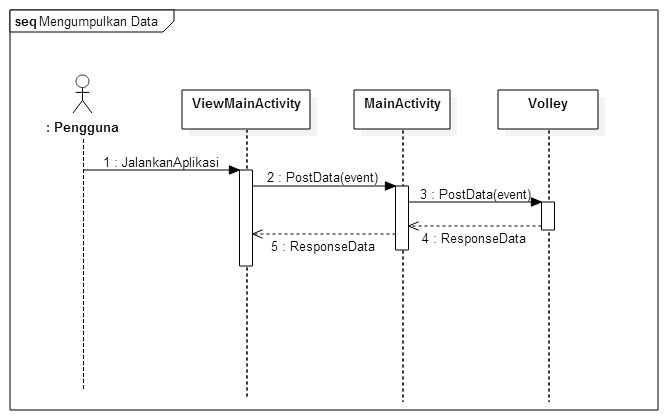 seq Mengumpulkan Data
: Pengguna
ViewMainActivity
MainActivity
Volley
1 : JalankanAplikasi
2 : PostData(event)
3 : PostData(event)
4 : ResponseData
5 : ResponseData